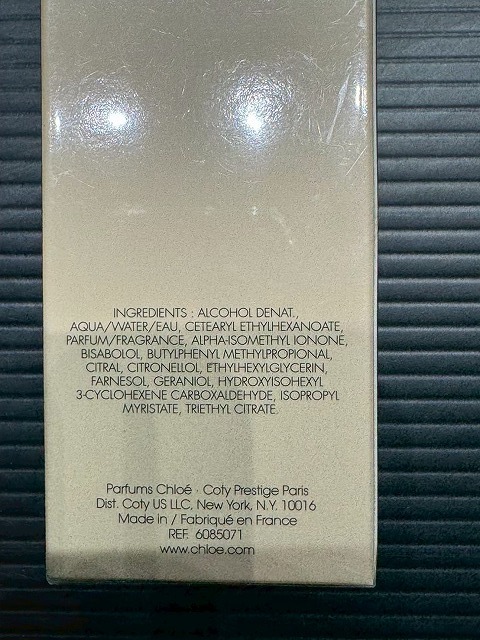 INGREDIENTS : ALCOHOL DENAT.,
AQUA/WATER/EAU, CETEARYL ETHYLHEXANOATE,
PARFUM/FRAGRANCE, ALPHA-ISOMETHYL IONONE,
BISABOLOL, BUTYLPHENYL METHYLPROPIONAL,
CITRAL, CITRONELLOL, ETHYLHEXYLGLYCERIN,
FARNESOL, GERANIOL, HYDROXYISOHEXYL
3-CYCLOHEXENE CARBOXALDEHYDE, ISOPROPYL
MYRISTATE, TRIETHYL CITRATE.
Parfums Chloé · Coty Prestige Paris
Dist. Coty US LLC, New York, N.Y. 10016
Made in / Fabriqué en France
REF. 6085071
www.chloe.com